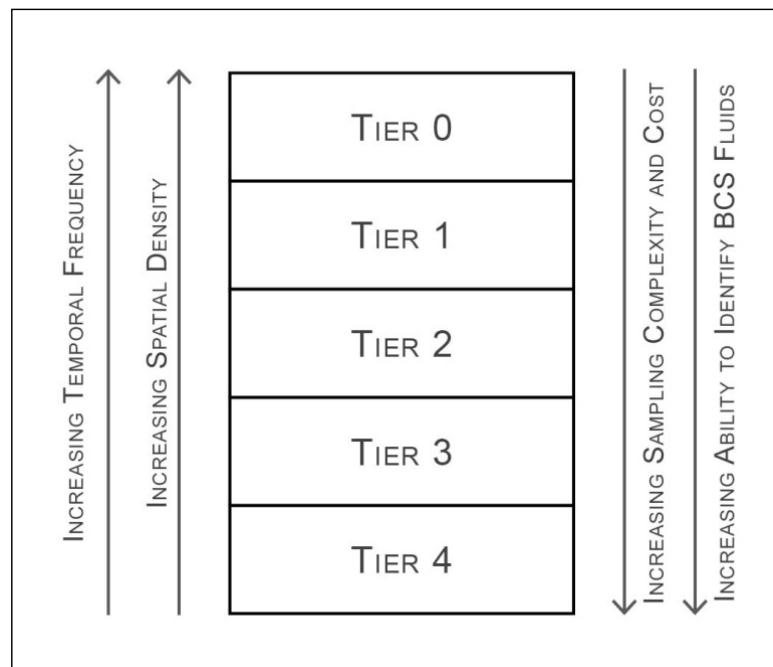 Increasing Temporal Frequency
Increasing Spatial Density
Tier 0
Tier 1
Tier 2
Tier 3
Tier 4
Increasing Sampling Complexity and Cost
Increasing Ability to Identify BCS Fluids